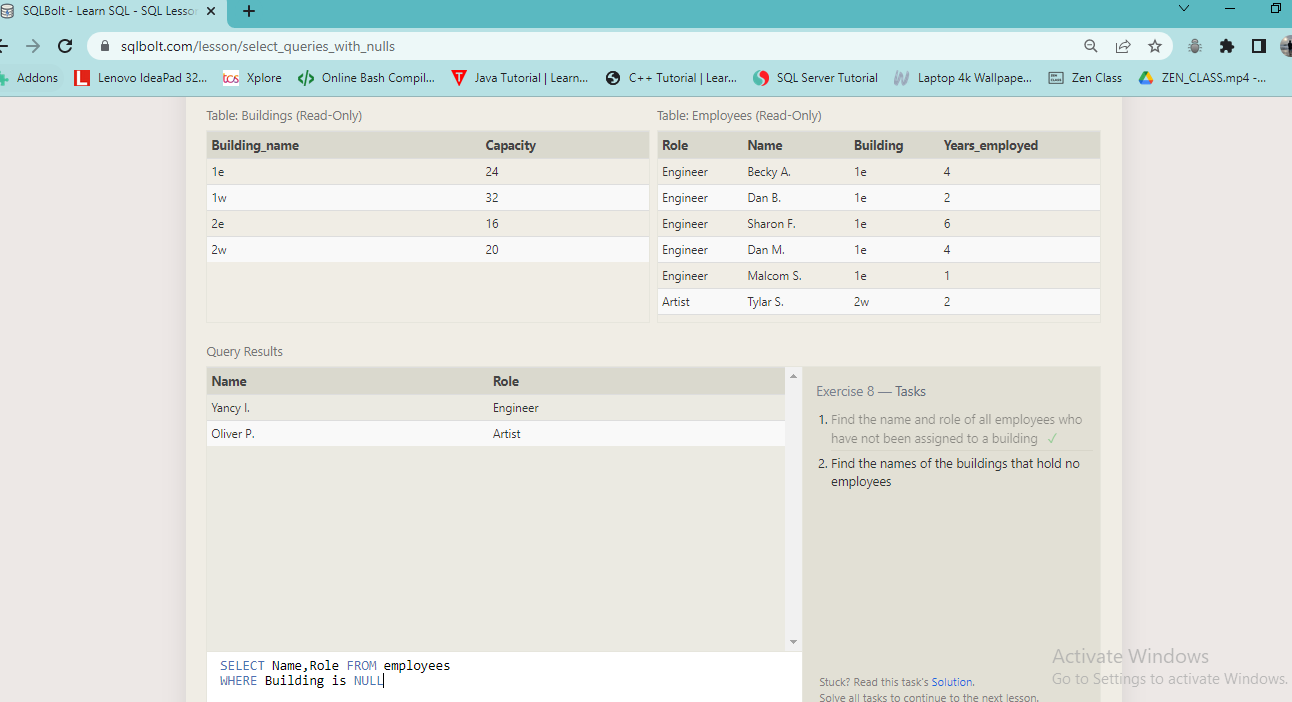 SQLBolt - Learn SQL - SQL Lesso
sqlbolt.com/lesson/select_queries_with_nulls
Addons Lenovo IdeaPad 32... tcs Xplore Online Bash Compil... Java Tutorial | Learn... C++ Tutorial | Lear... SQL Server Tutorial Laptop 4k Wallpape... Zen Class ZEN_CLASS.mp4 -...
Table: Buildings (Read-Only)
Building_name Capacity
1e 24
1w 32
2e 16
2w 20
Table: Employees (Read-Only)
Role Name Building Years_employed
Engineer Becky A. 1e 4
Engineer Dan B. 1e 2
Engineer Sharon F. 1e 6
Engineer Dan M. 1e 4
Engineer Malcom S. 1e 1
Artist Tylar S. 2w 2
Query Results
Name Role
Yancy I. Engineer
Oliver P. Artist
SELECT Name,Role FROM employees
WHERE Building is NULL
Exercise 8 — Tasks
1. Find the name and role of all employees who
have not been assigned to a building ✓
2. Find the names of the buildings that hold no
employees
Stuck? Read this task's Solution.
Solve all tasks to continue to the next lesson.
Activate Windows
Go to Settings to activate Windows.